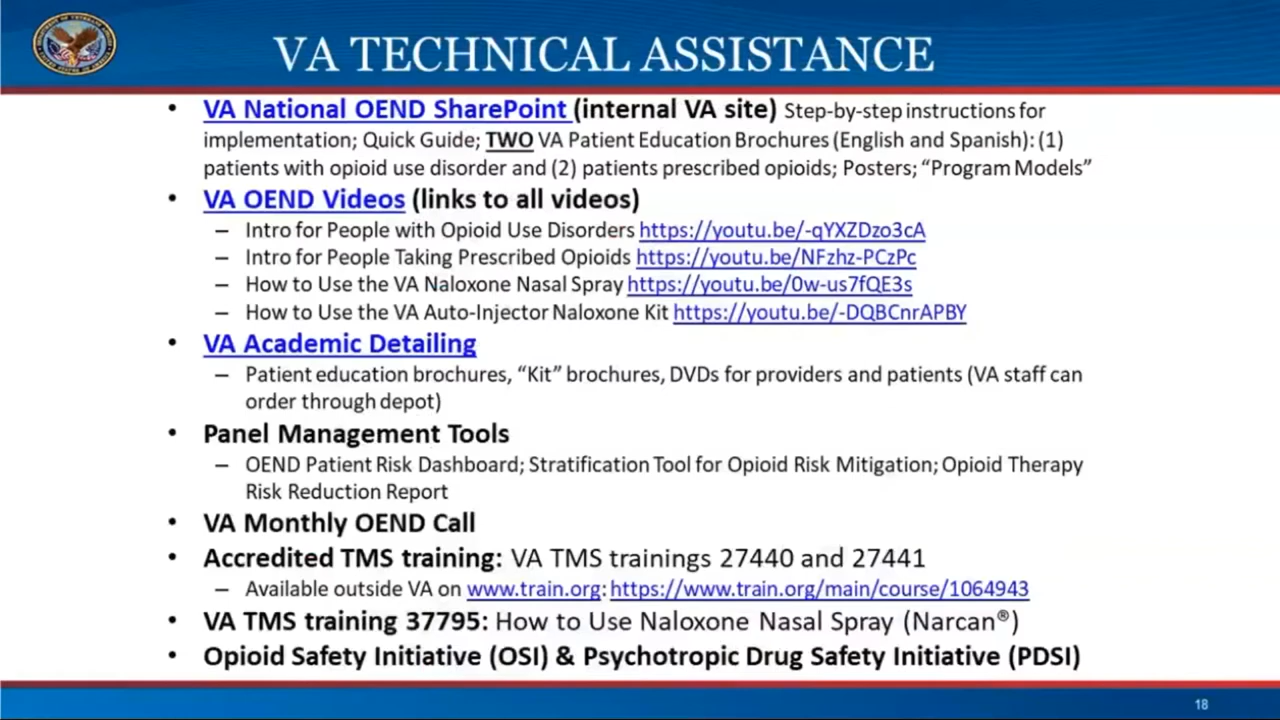 VA TECHNICAL ASSISTANCE
• VA National OEND SharePoint (internal VA site) Step-by-step instructions for
implementation; Quick Guide; TWO VA Patient Education Brochures (English and Spanish): (1)
patients with opioid use disorder and (2) patients prescribed opioids; Posters; “Program Models”
• VA OEND Videos (links to all videos)
– Intro for People with Opioid Use Disorders https://youtu.be/-qYXZDzo3cA
– Intro for People Taking Prescribed Opioids https://youtu.be/NFzhz-PCzPc
– How to Use the VA Naloxone Nasal Spray https://youtu.be/0w-us7fQE3s
– How to Use the VA Auto-Injector Naloxone Kit https://youtu.be/-DQBCnrAPBY
• VA Academic Detailing
– Patient education brochures, “Kit” brochures, DVDs for providers and patients (VA staff can
order through depot)
• Panel Management Tools
– OEND Patient Risk Dashboard; Stratification Tool for Opioid Risk Mitigation; Opioid Therapy
Risk Reduction Report
• VA Monthly OEND Call
• Accredited TMS training: VA TMS trainings 27440 and 27441
– Available outside VA on www.train.org: https://www.train.org/main/course/1064943
• VA TMS training 37795: How to Use Naloxone Nasal Spray (Narcan®)
• Opioid Safety Initiative (OSI) & Psychotropic Drug Safety Initiative (PDSI)
18